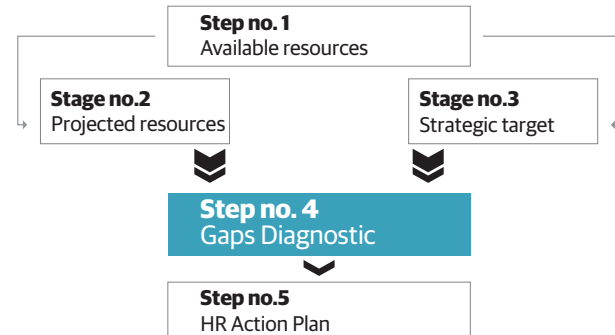 Step no. 1
Available resources
Stage no.2
Projected resources
Stage no.3
Strategic target
Step no. 4
Gaps Diagnostic
Step no.5
HR Action Plan